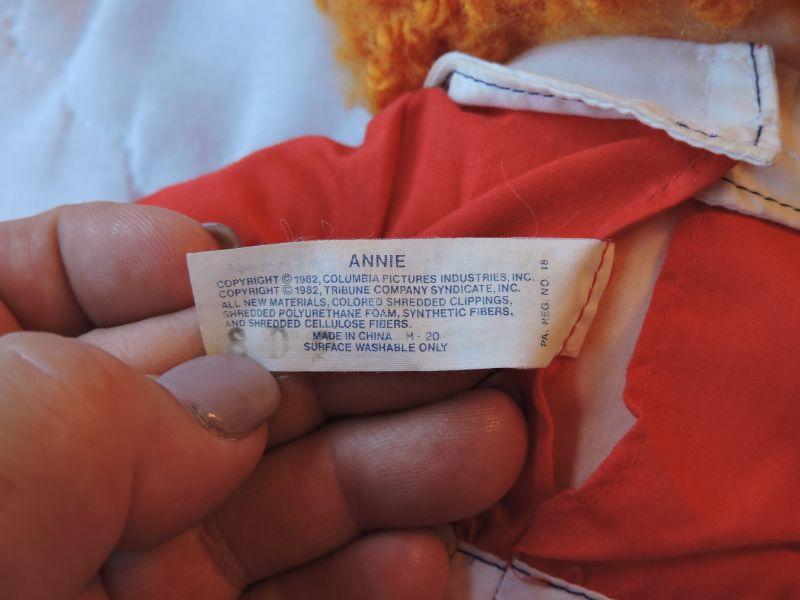 ANNIE
COPYRIGHT © 1982, COLUMBIA PICTURES INDUSTRIES, INC.
COPYRIGHT © 1982, TRIBUNE COMPANY SYNDICATE, INC.
ALL NEW MATERIALS, COLORED SHREDDED CLIPPINGS,
SHREDDED POLYURETHANE FOAM, SYNTHETIC FIBERS,
AND SHREDDED CELLULOSE FIBERS.
MADE IN CHINA H-20
SURFACE WASHABLE ONLY
PA. REG. NO. 18